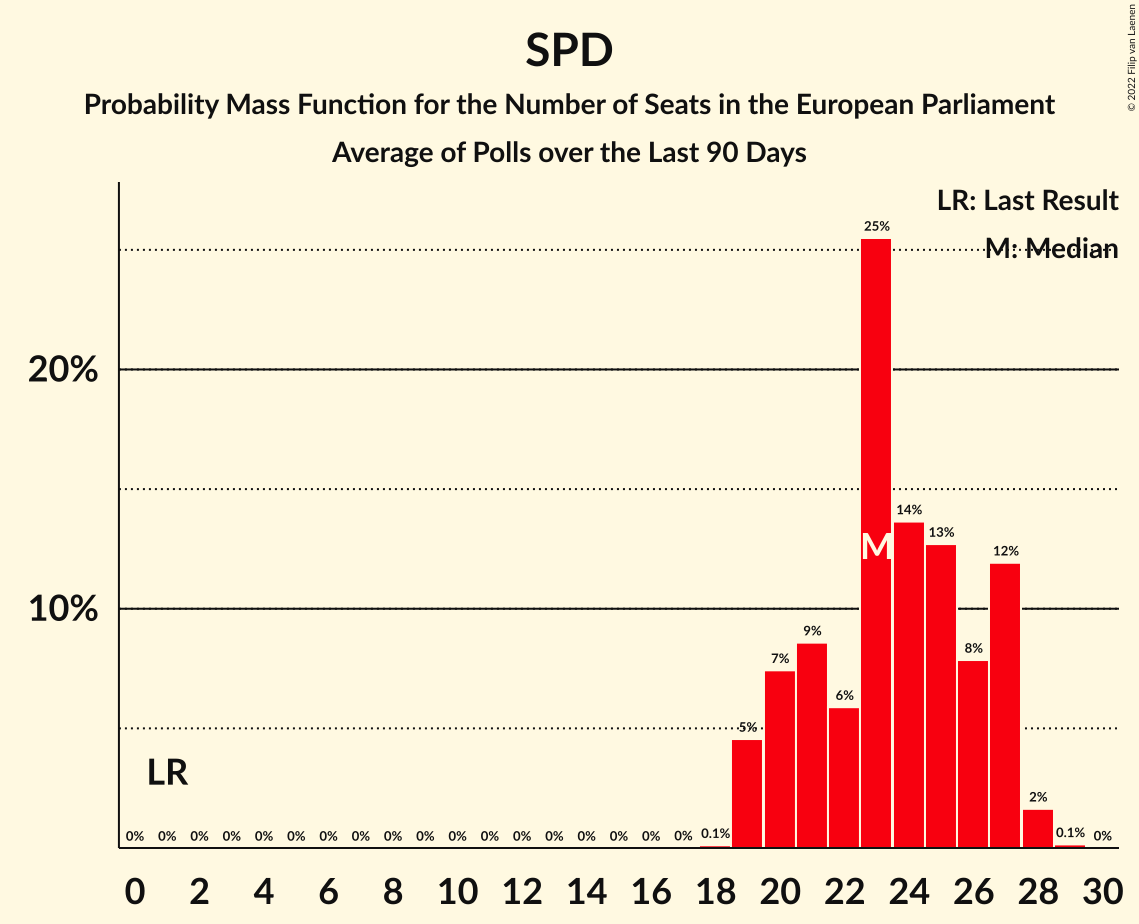 © 2022 Filip van Laenen
SPD
Probability Mass Function for the Number of Seats in the European Parliament
Average of Polls over the Last 90 Days
LR: Last Result
M: Median
25%
20%
14%
13%
12%
M
10%
9%
8%
7%
6%
5%
LR
2%
0% 0% 0% 0% 0% 0% 0% 0% 0% 0% 0% 0% 0% 0% 0% 0% 0% 0% 0.1% 0.1% 0%
0 2 4 6 8 10 12 14 16 18 20 22 24 26 28 30